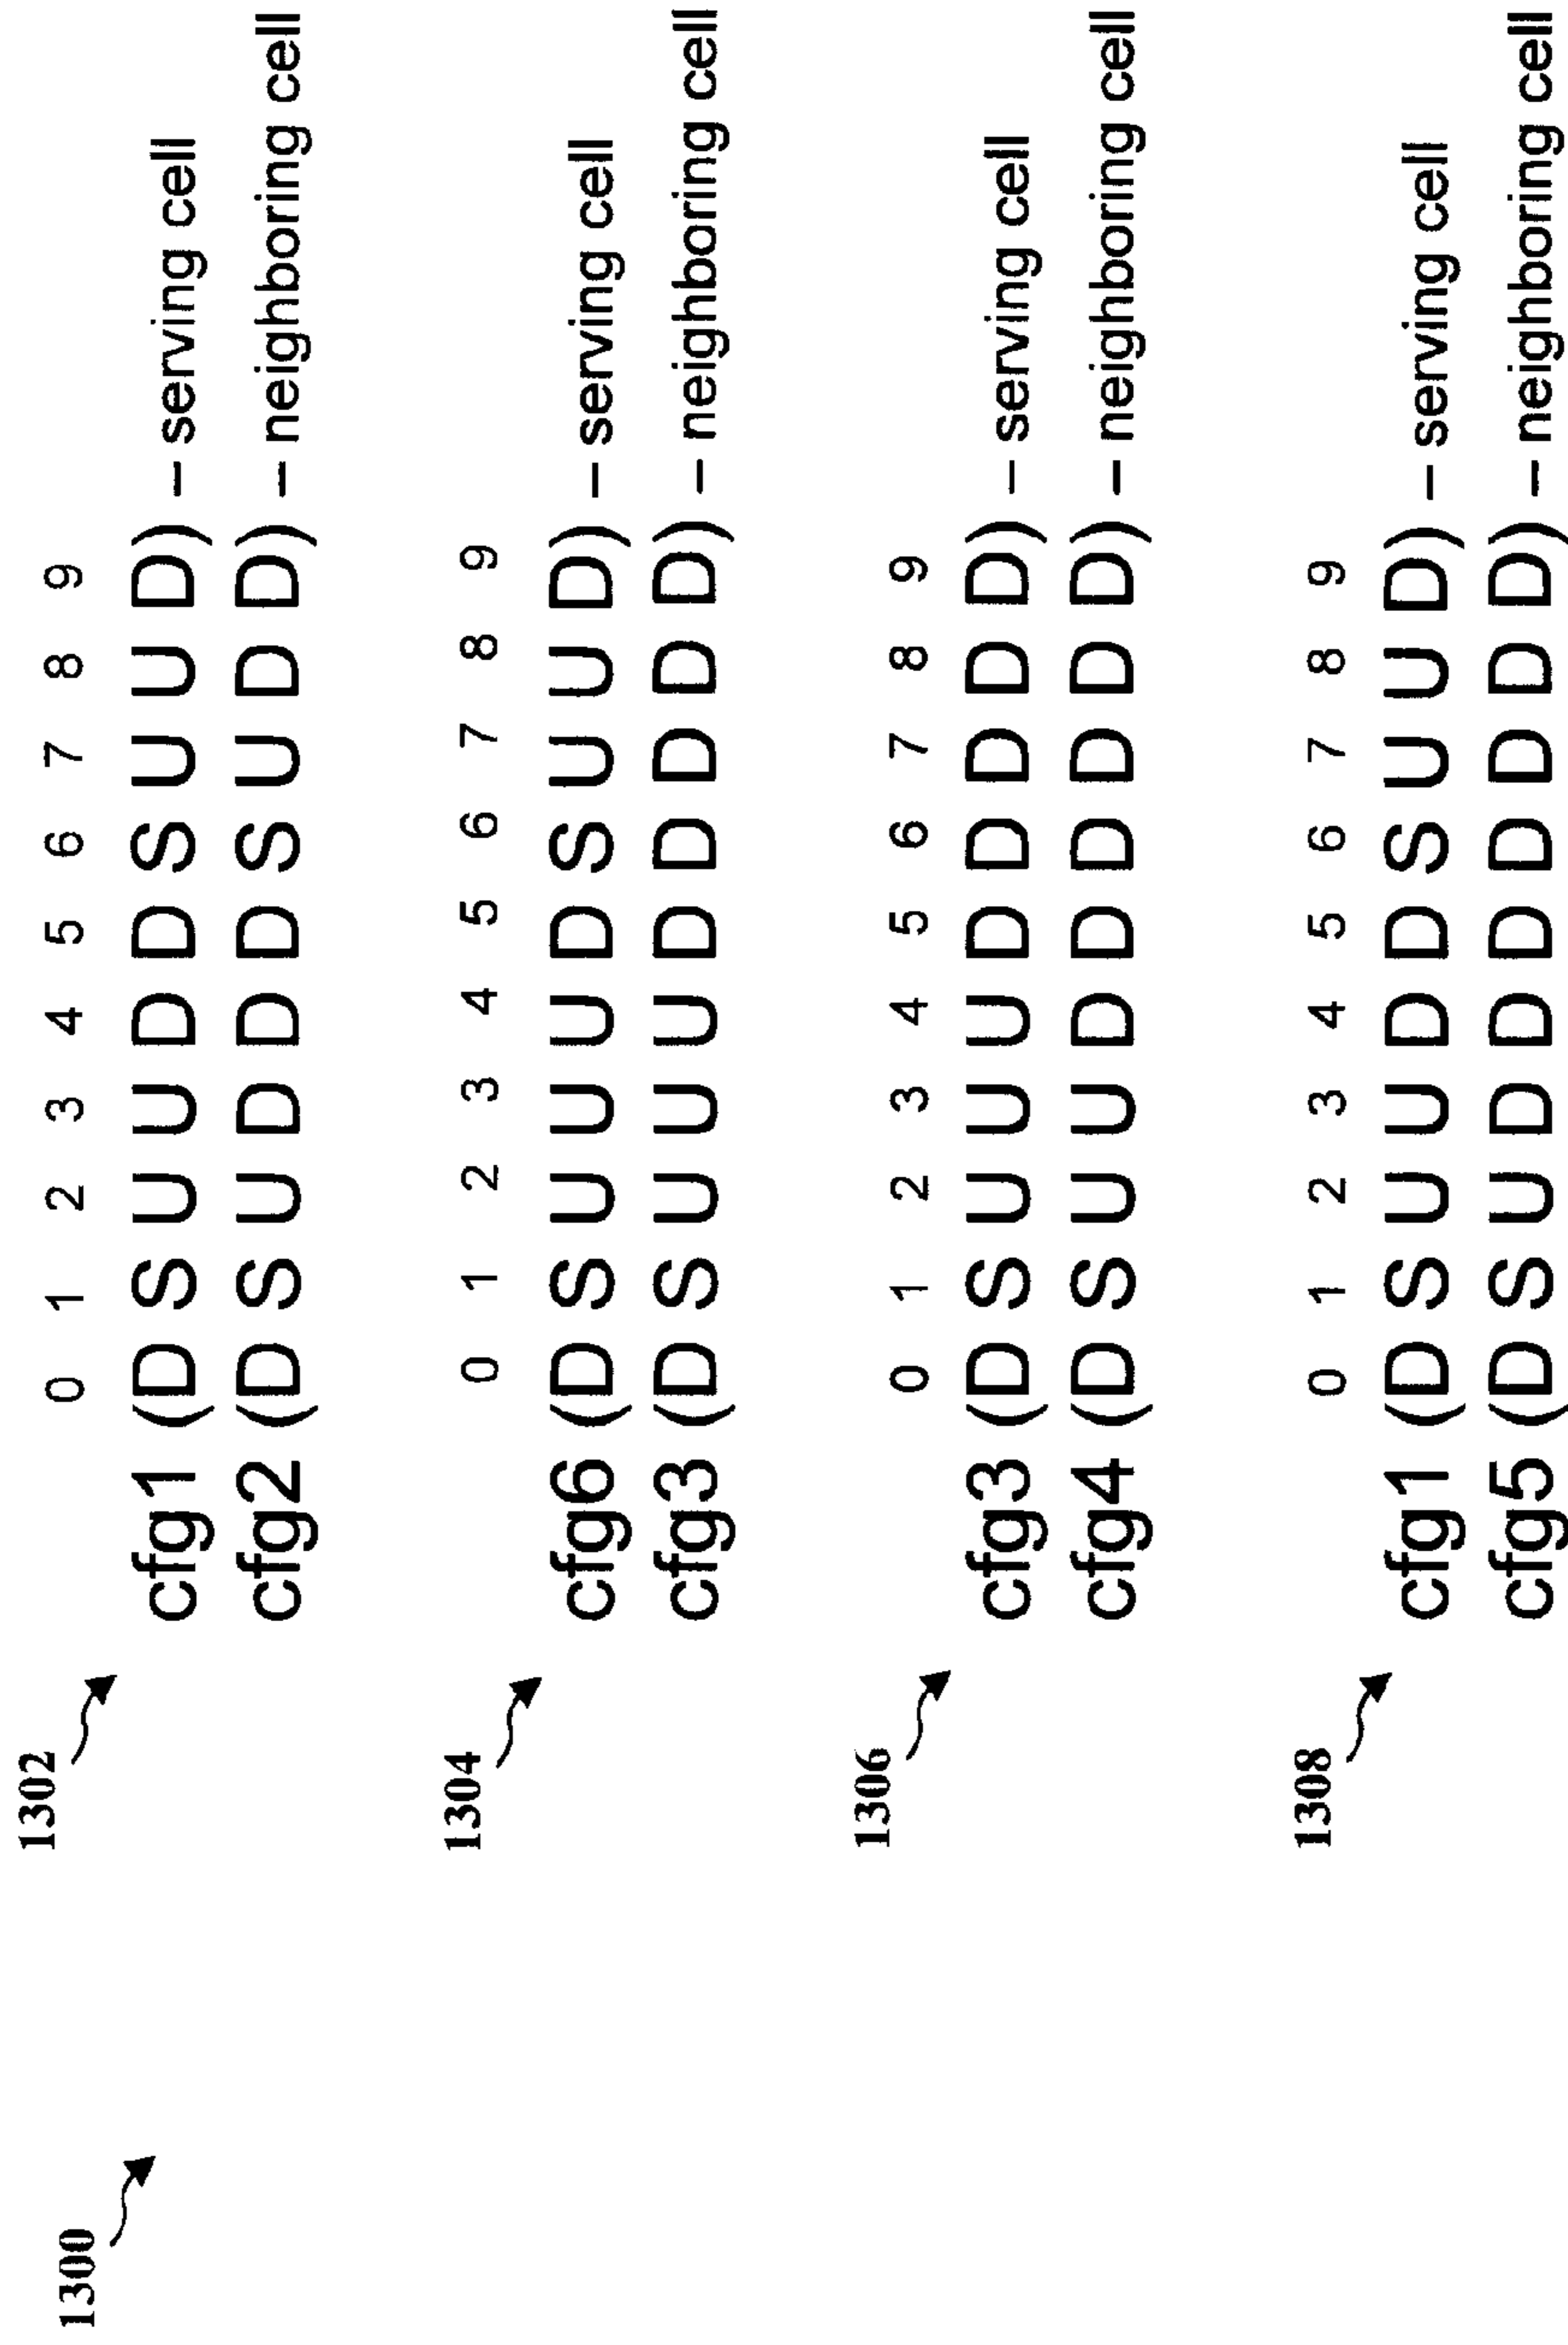 1300
1302
0 1 2 3 4 5 6 7 8 9
cfg1 (D S U U D D S U U D) – serving cell
cfg2 (D S U D D D S U D D) – neighboring cell
1304
0 1 2 3 4 5 6 7 8 9
cfg6 (D S U U U D S U U D) – serving cell
cfg3 (D S U U U D D D D D) – neighboring cell
1306
0 1 2 3 4 5 6 7 8 9
cfg3 (D S U U U D D D D D) – serving cell
cfg4 (D S U U D D D D D D) – neighboring cell
1308
0 1 2 3 4 5 6 7 8 9
cfg1 (D S U U D D S U U D) – serving cell
cfg5 (D S U D D D D D D D) – neighboring cell